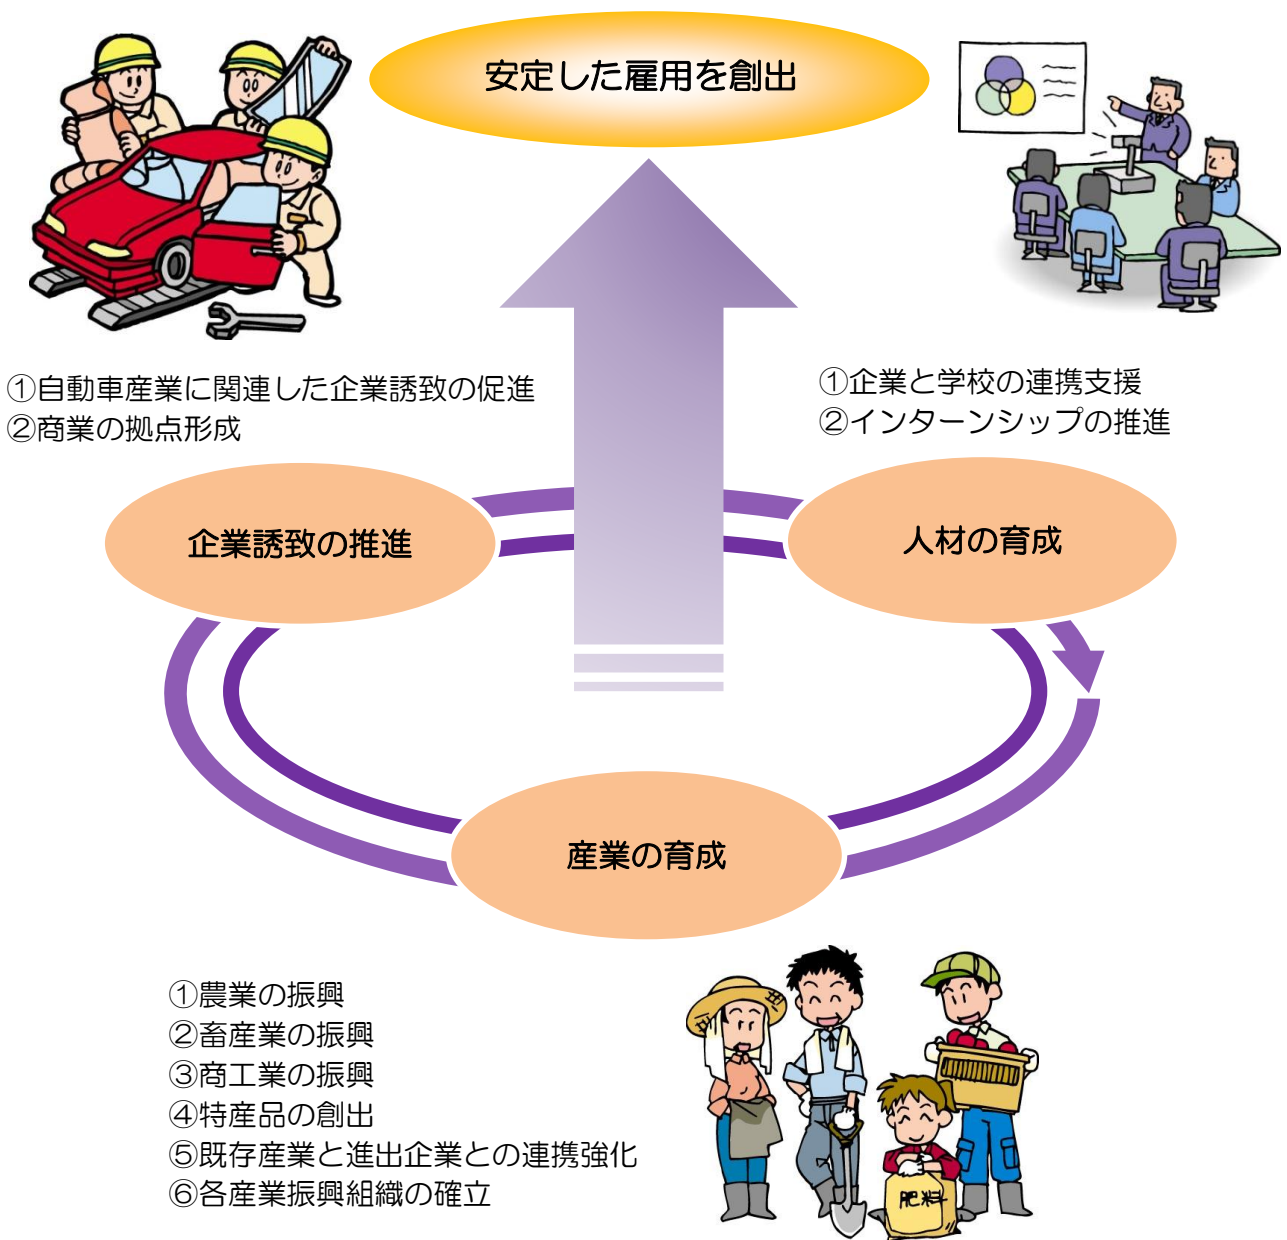 安定した雇用を創出
①自動車産業に関連した企業誘致の促進
②商業の拠点形成
①企業と学校の連携支援
②インターンシップの推進
企業誘致の推進
人材の育成
産業の育成
①農業の振興
②畜産業の振興
③商工業の振興
④特産品の創出
⑤既存産業と進出企業との連携強化
⑥各産業振興組織の確立
肥料